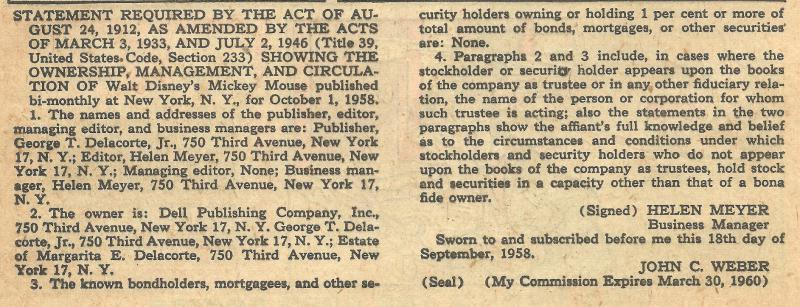 STATEMENT REQUIRED BY THE ACT OF AU-
GUST 24, 1912, AS AMENDED BY THE ACTS
OF MARCH 3, 1933, AND JULY 2, 1946 (Title 39,
United States Code, Section 233) SHOWING THE
OWNERSHIP, MANAGEMENT, AND CIRCULA-
TION OF Walt Disney's Mickey Mouse published
bi-monthly at New York, N. Y., for October 1, 1958.
1. The names and addresses of the publisher, editor,
managing editor, and business managers are: Publisher,
George T. Delacorte, Jr., 750 Third Avenue, New York
17, N. Y.; Editor, Helen Meyer, 750 Third Avenue, New
York 17, N. Y.; Managing editor, None; Business man-
ager, Helen Meyer, 750 Third Avenue, New York 17,
N. Y.
2. The owner is: Dell Publishing Company, Inc.,
750 Third Avenue, New York 17, N. Y. George T. Dela-
corte, Jr., 750 Third Avenue, New York 17, N. Y.; Estate
of Margarita E. Delacorte, 750 Third Avenue, New
York 17, N. Y.
3. The known bondholders, mortgagees, and other se-
curity holders owning or holding 1 per cent or more of
total amount of bonds, mortgages, or other securities
are: None.
4. Paragraphs 2 and 3 include, in cases where the
stockholder or security holder appears upon the books
of the company as trustee or in any other fiduciary rela-
tion, the name of the person or corporation for whom
such trustee is acting; also the statements in the two
paragraphs show the affiant's full knowledge and belief
as to the circumstances and conditions under which
stockholders and security holders who do not appear
upon the books of the company as trustees, hold stock
and securities in a capacity other than that of a bona
fide owner.
(Signed) HELEN MEYER
Business Manager
Sworn to and subscribed before me this 18th day of
September, 1958.
JOHN C. WEBER
(Seal) (My Commission Expires March 30, 1960)